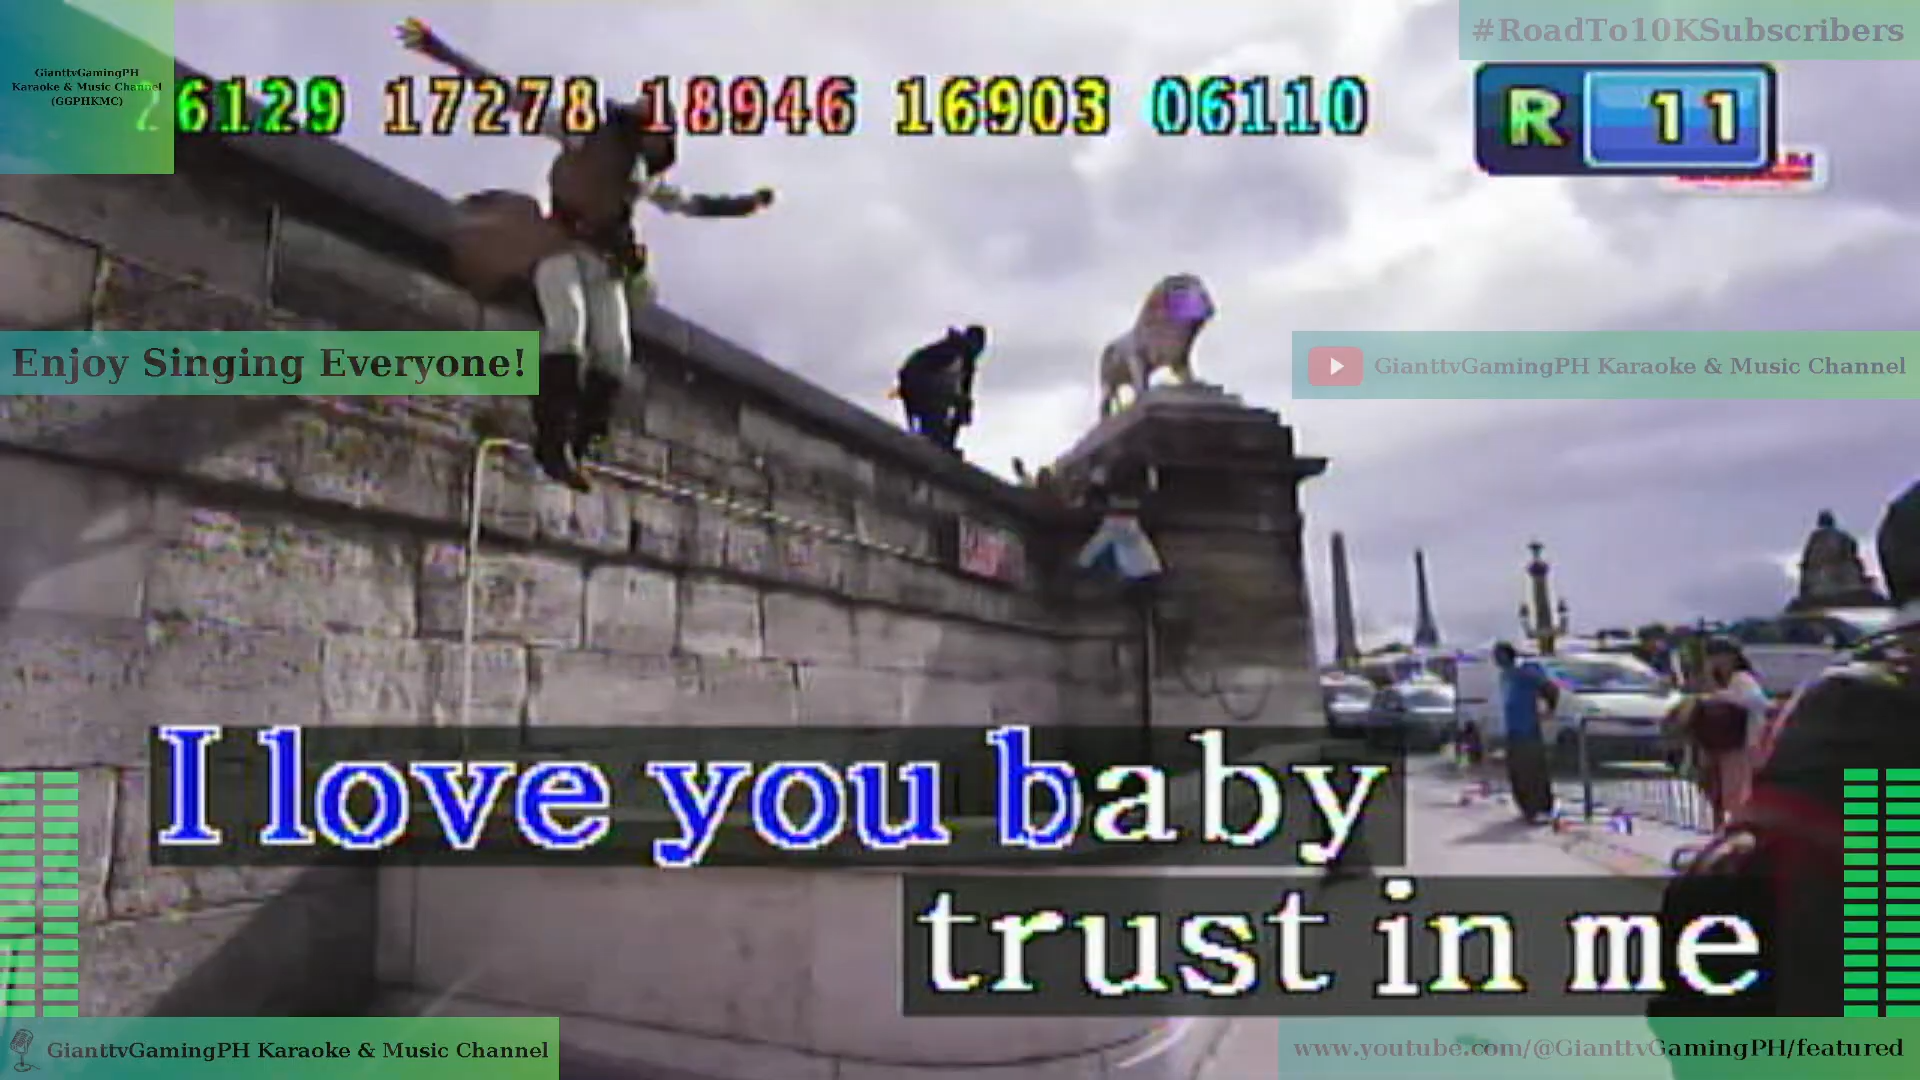 #RoadTo10KSubscribers
GianttvGamingPH
Karaoke & Music Channel
(GGPHKMC)
26129 17278 18946 16903 06110
R 11
Enjoy Singing Everyone!
GianttvGamingPH Karaoke & Music Channel
I love you baby
trust in me
GianttvGamingPH Karaoke & Music Channel
www.youtube.com/@GianttvGamingPH/featured